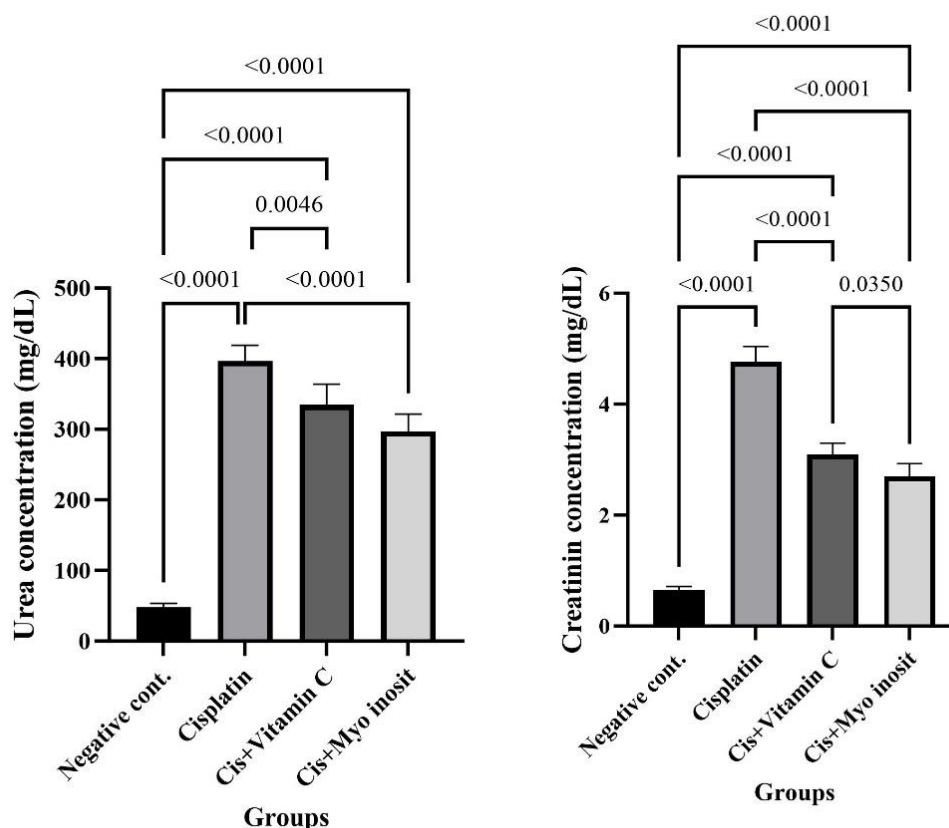 <0.0001
<0.0001
0.0046
<0.0001 <0.0001
Urea concentration (mg/dL)
500
400
300
200
100
0
Negative cont.
Cisplatin
Cis+Vitamin C
Cis+Myo inosit
Groups
<0.0001
<0.0001
<0.0001
<0.0001
<0.0001 0.0350
Creatinin concentration (mg/dL)
6
4
2
0
Negative cont.
Cisplatin
Cis+Vitamin C
Cis+Myo inosit
Groups